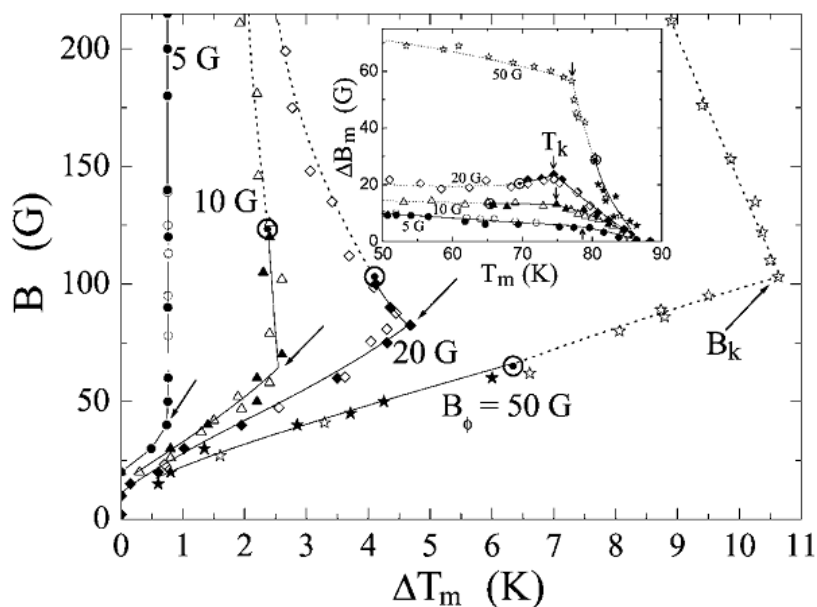 200
150
100
50
0
B (G)
5 G
10 G
20 G
B_ϕ = 50 G
B_k
0 1 2 3 4 5 6 7 8 9 10 11
ΔT_m (K)
60
40
20
0
ΔB_m (G)
50 G
20 G
10 G
5G
T_k
50 60 70 80 90
T_m (K)